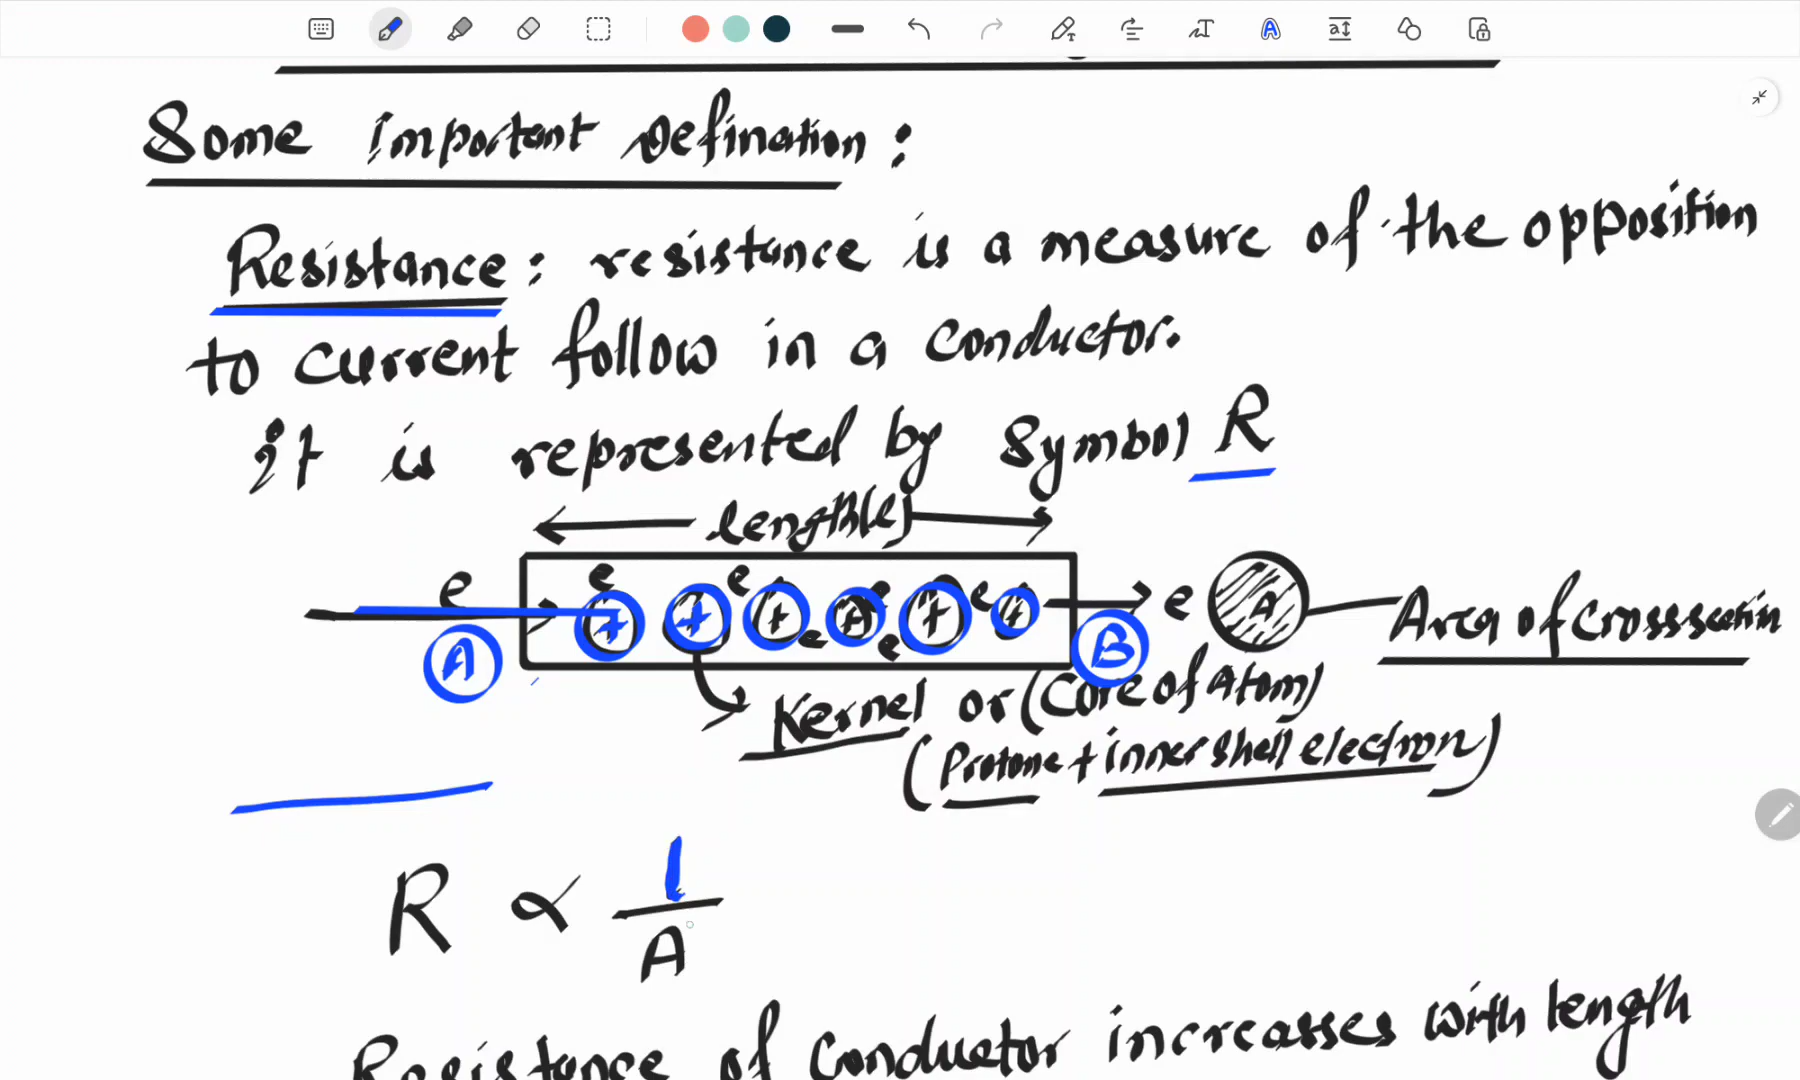 Some important Defination :
Resistance : resistance is a measure of the opposition
to current follow in a conductor.
it is represented by Symbol R
length(l)
e e e e e e e e e
+ + + + + +
A B A
Area of crosssection
Kernel or (Core of Atom)
(Protone + inner shell electron)
R ∝ l/A
Resistance of conductor increasses with length